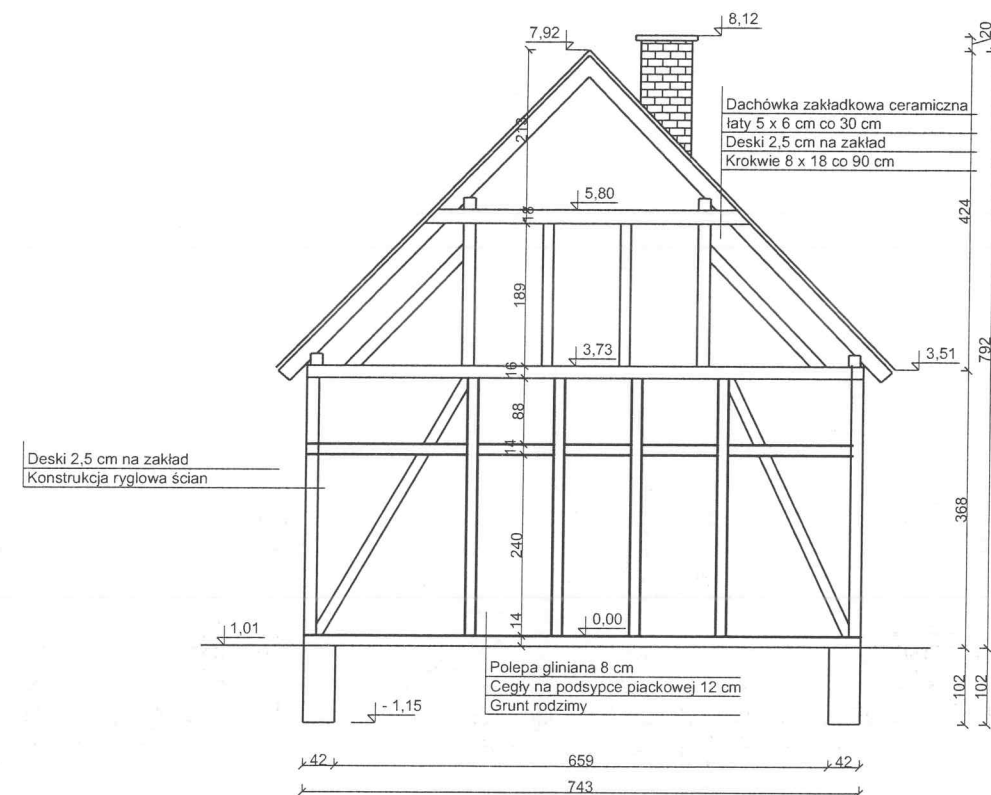 8,12
7,92
20
Dachówka zakładkowa ceramiczna
łaty 5 x 6 cm co 30 cm
Deski 2,5 cm na zakład
Krokwie 8 x 18 co 90 cm
213
5,80
18
424
189
3,73
3,51
792
16
88
14
Deski 2,5 cm na zakład
Konstrukcja ryglowa ścian
368
240
14
0,00
1,01
Polepa gliniana 8 cm
Cegły na podsypce piackowej 12 cm
Grunt rodzimy
102
102
- 1,15
42
659
42
743